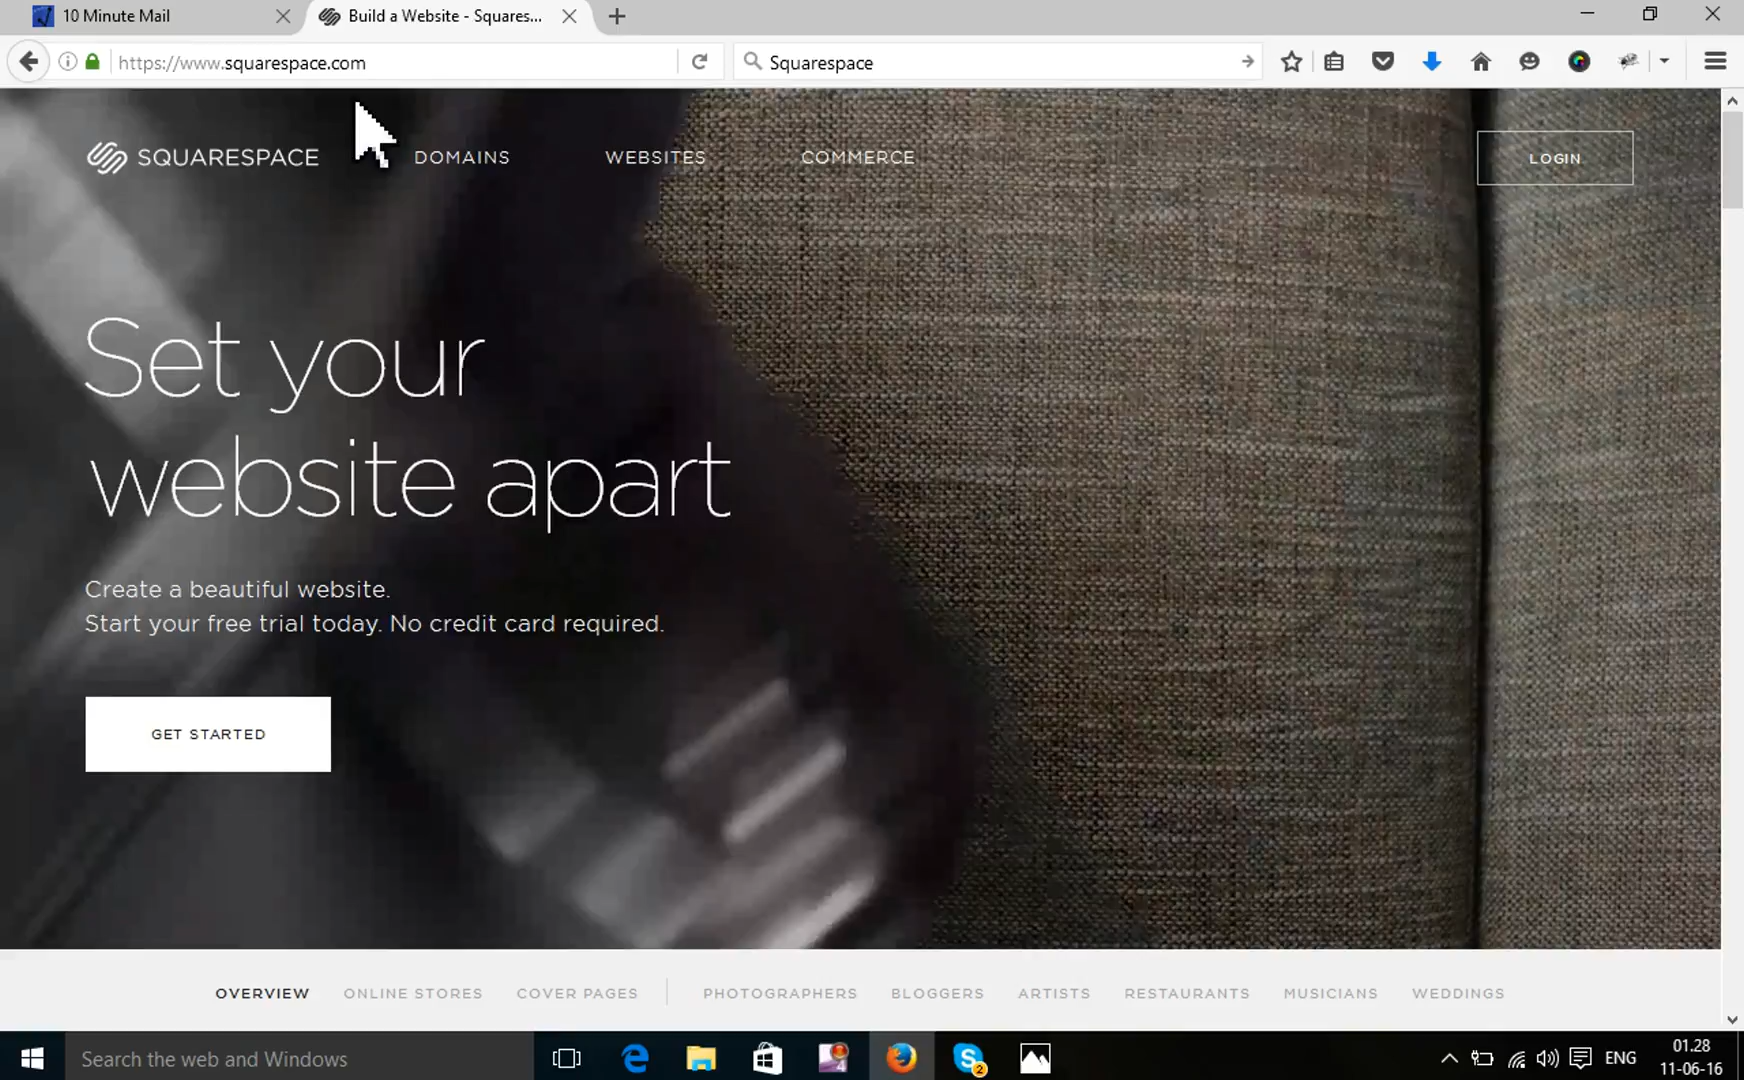 10 Minute Mail
Build a Website - Squares...
https://www.squarespace.com
Squarespace
SQUARESPACE
DOMAINS
WEBSITES
COMMERCE
LOGIN
Set your
website apart
Create a beautiful website.
Start your free trial today. No credit card required.
GET STARTED
OVERVIEW
ONLINE STORES
COVER PAGES
PHOTOGRAPHERS
BLOGGERS
ARTISTS
RESTAURANTS
MUSICIANS
WEDDINGS
Search the web and Windows
4
2
ENG
01.28
11-06-16